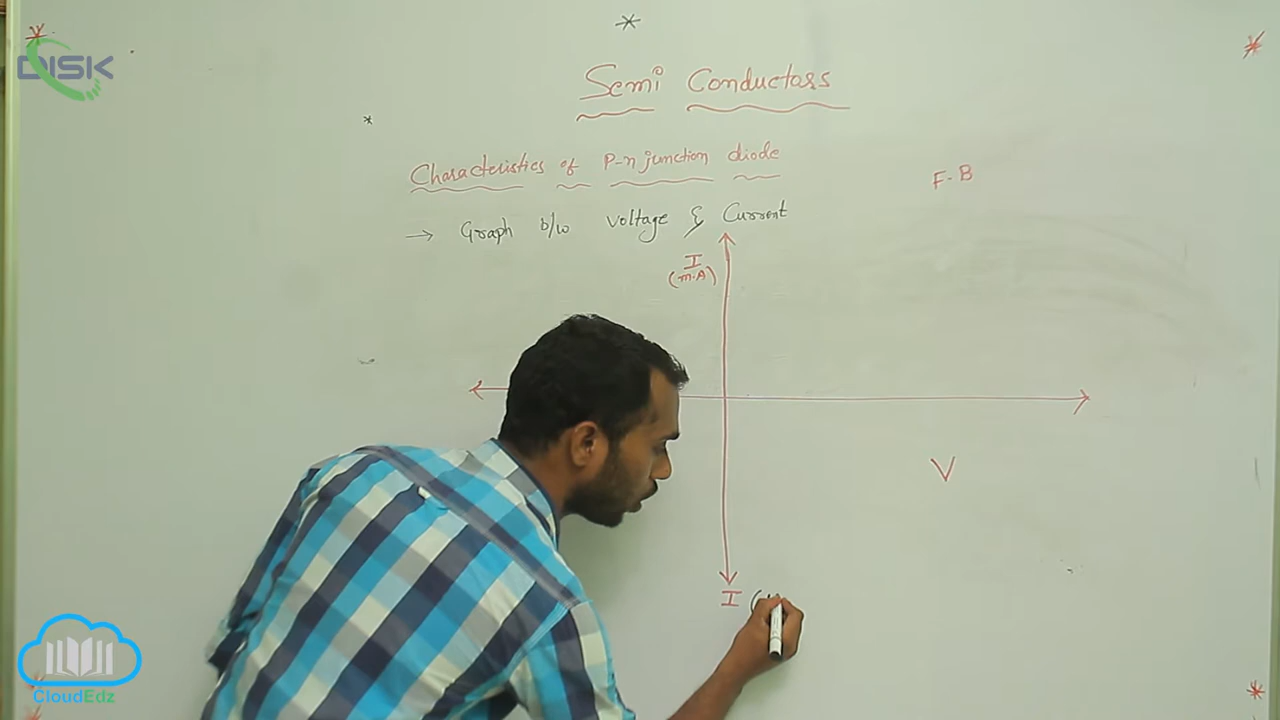 DISK
Semi Conductors
Characteristics of P-n junction diode
F-B
→ Graph b/w Voltage & Current
I
(m.A)
V
I
CloudEdz